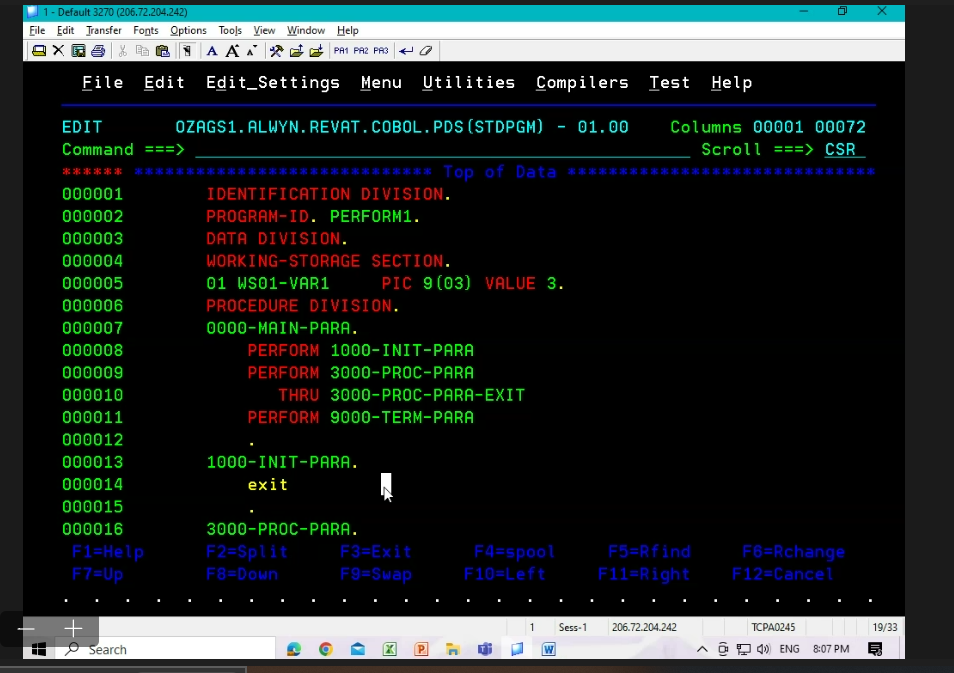 1 - Default 3270 (206.72.204.242)
File Edit Transfer Fonts Options Tools View Window Help
A A A PA1 PA2 PA3
File Edit Edit_Settings Menu Utilities Compilers Test Help
EDIT OZAGS1.ALWYN.REVAT.COBOL.PDS(STDPGM) - 01.00 Columns 00001 00072
Command ===> Scroll ===> CSR
****** ***************************** Top of Data ******************************
000001 IDENTIFICATION DIVISION.
000002 PROGRAM-ID. PERFORM1.
000003 DATA DIVISION.
000004 WORKING-STORAGE SECTION.
000005 01 WS01-VAR1 PIC 9(03) VALUE 3.
000006 PROCEDURE DIVISION.
000007 0000-MAIN-PARA.
000008 PERFORM 1000-INIT-PARA
000009 PERFORM 3000-PROC-PARA
000010 THRU 3000-PROC-PARA-EXIT
000011 PERFORM 9000-TERM-PARA
000012 .
000013 1000-INIT-PARA.
000014 exit
000015 .
000016 3000-PROC-PARA.
F1=Help F2=Split F3=Exit F4=spool F5=Rfind F6=Rchange
F7=Up F8=Down F9=Swap F10=Left F11=Right F12=Cancel
. . . . . . . . . . . . . . . . . . . . . . . . . . .
1 Sess-1 206.72.204.242 TCPA0245 19/33
Search ENG 8:07 PM